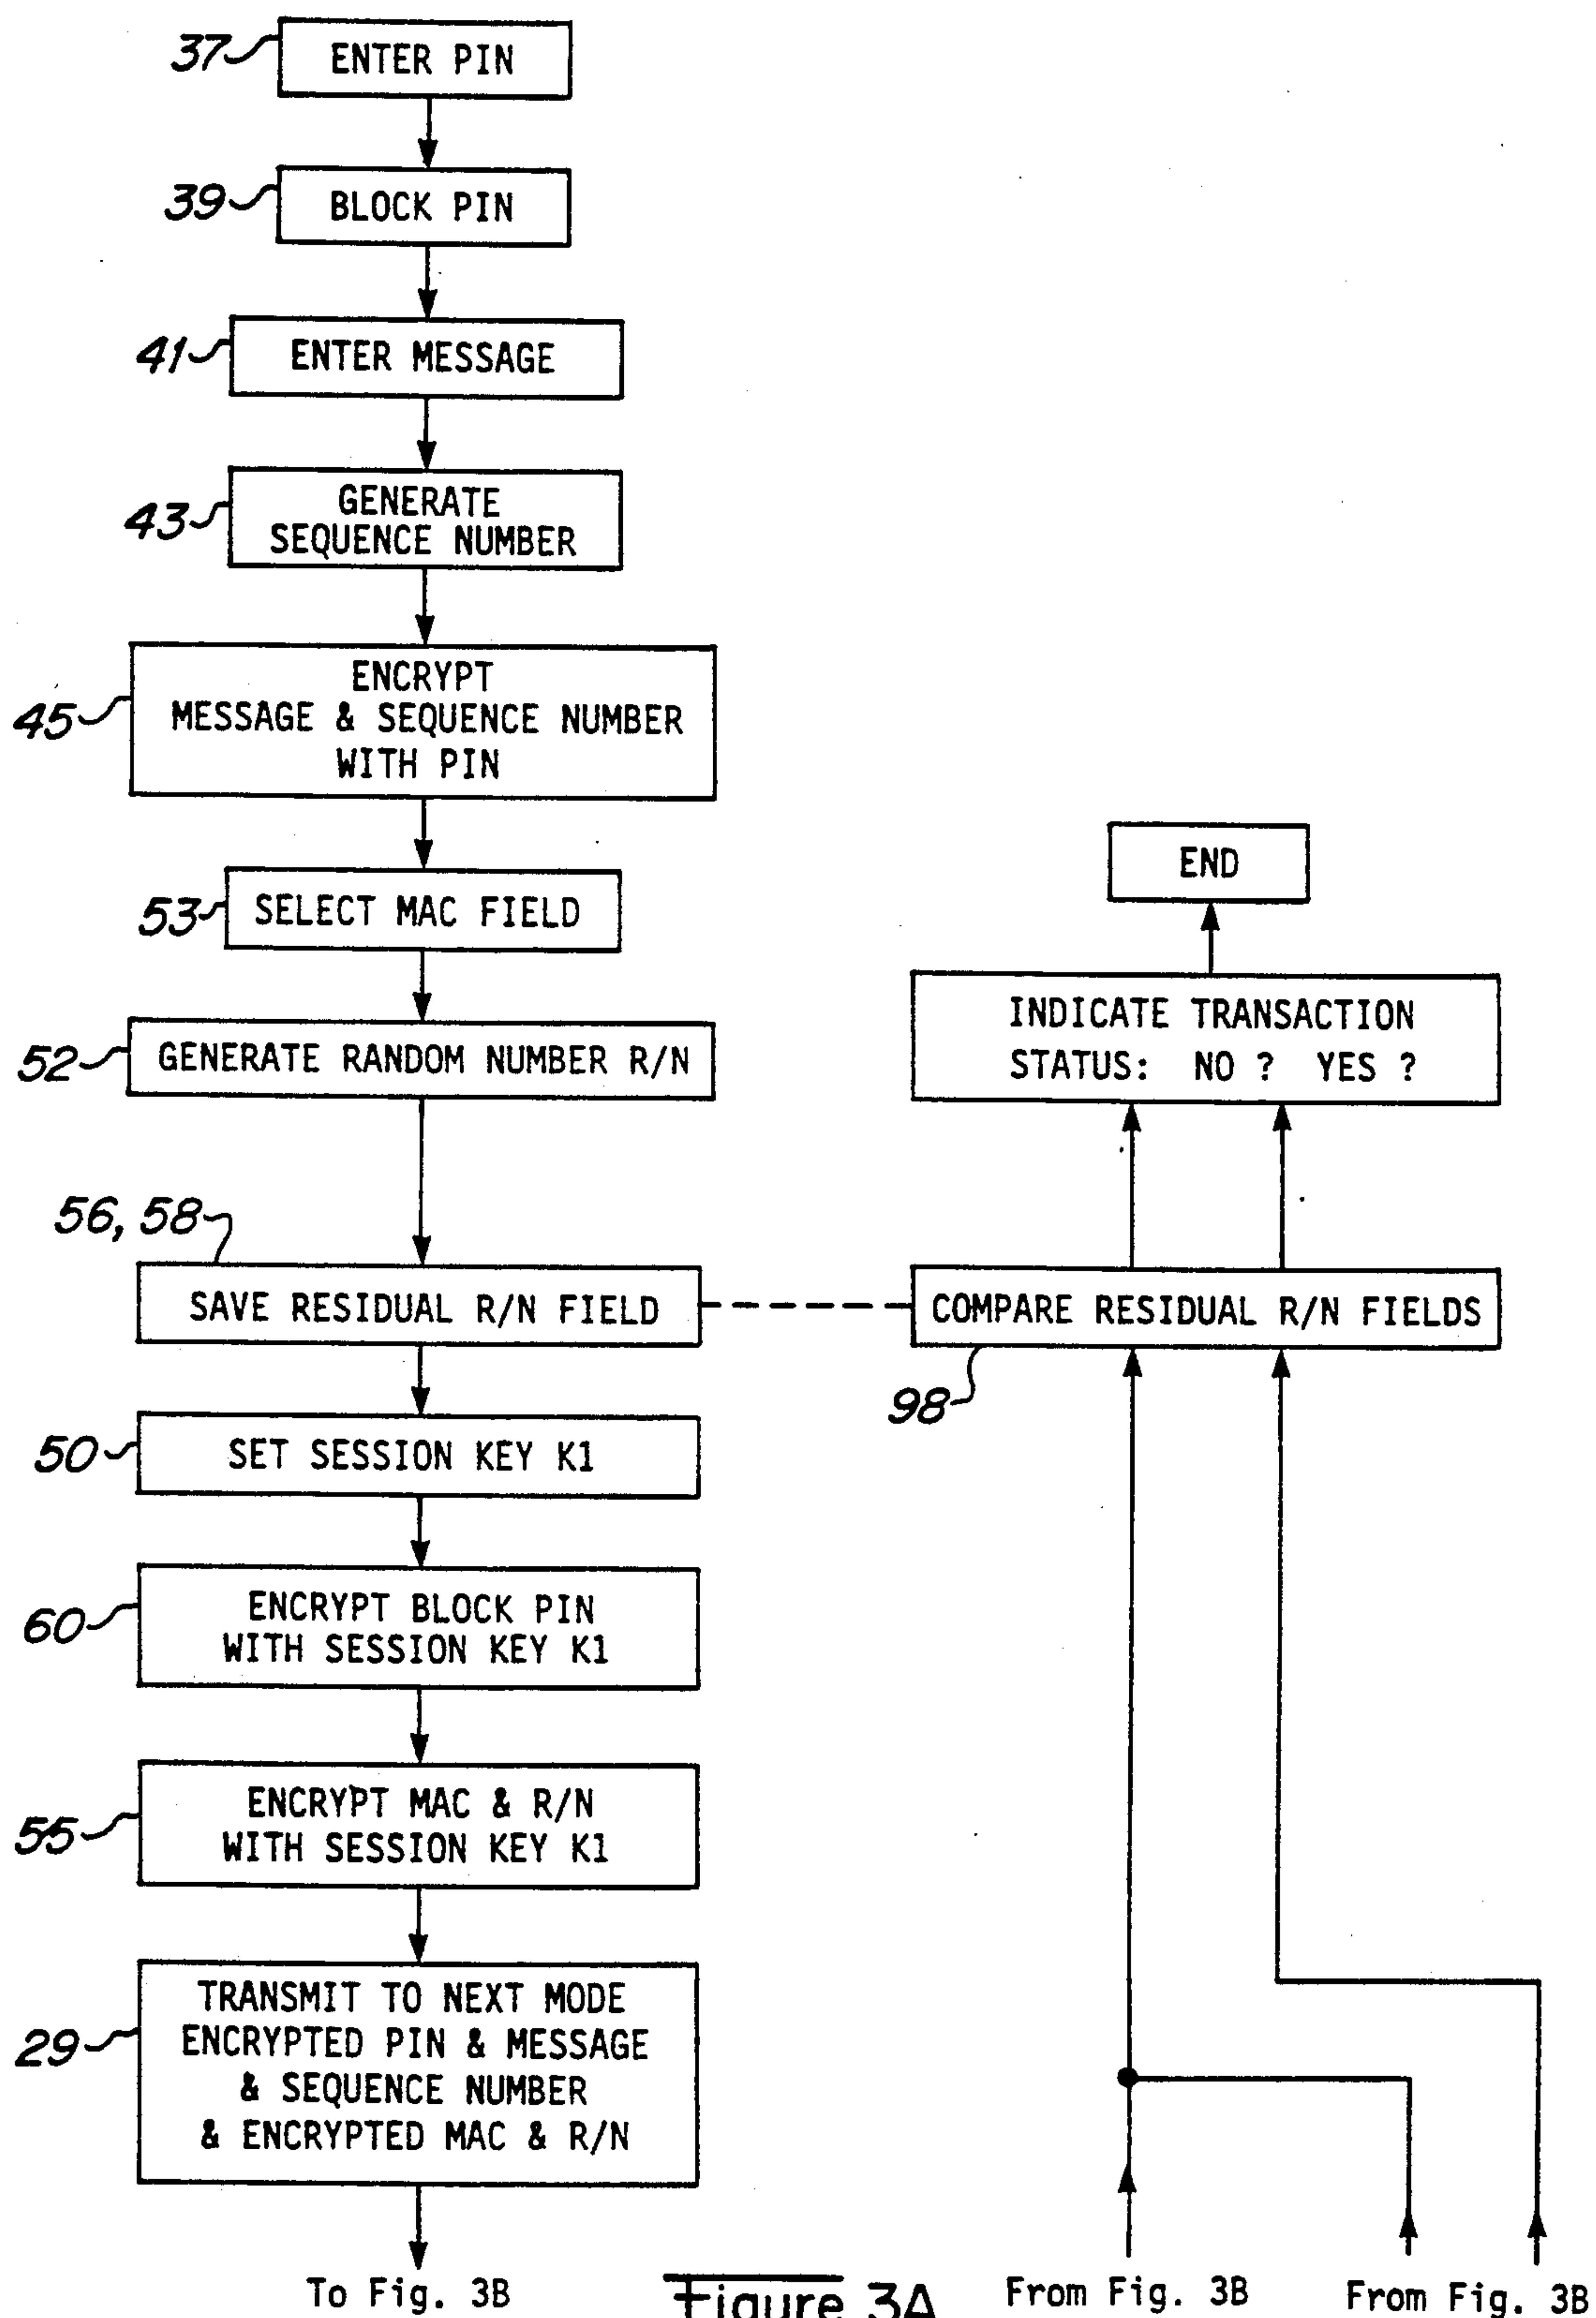 37
ENTER PIN
39
BLOCK PIN
41
ENTER MESSAGE
43
GENERATE
SEQUENCE NUMBER
45
ENCRYPT
MESSAGE & SEQUENCE NUMBER
WITH PIN
53
SELECT MAC FIELD
52
GENERATE RANDOM NUMBER R/N
56, 58
SAVE RESIDUAL R/N FIELD
50
SET SESSION KEY K1
60
ENCRYPT BLOCK PIN
WITH SESSION KEY K1
55
ENCRYPT MAC & R/N
WITH SESSION KEY K1
29
TRANSMIT TO NEXT MODE
ENCRYPTED PIN & MESSAGE
& SEQUENCE NUMBER
& ENCRYPTED MAC & R/N
To Fig. 3B
END
INDICATE TRANSACTION
STATUS: NO ? YES ?
COMPARE RESIDUAL R/N FIELDS
98
From Fig. 3B
From Fig. 3B
Figure 3A